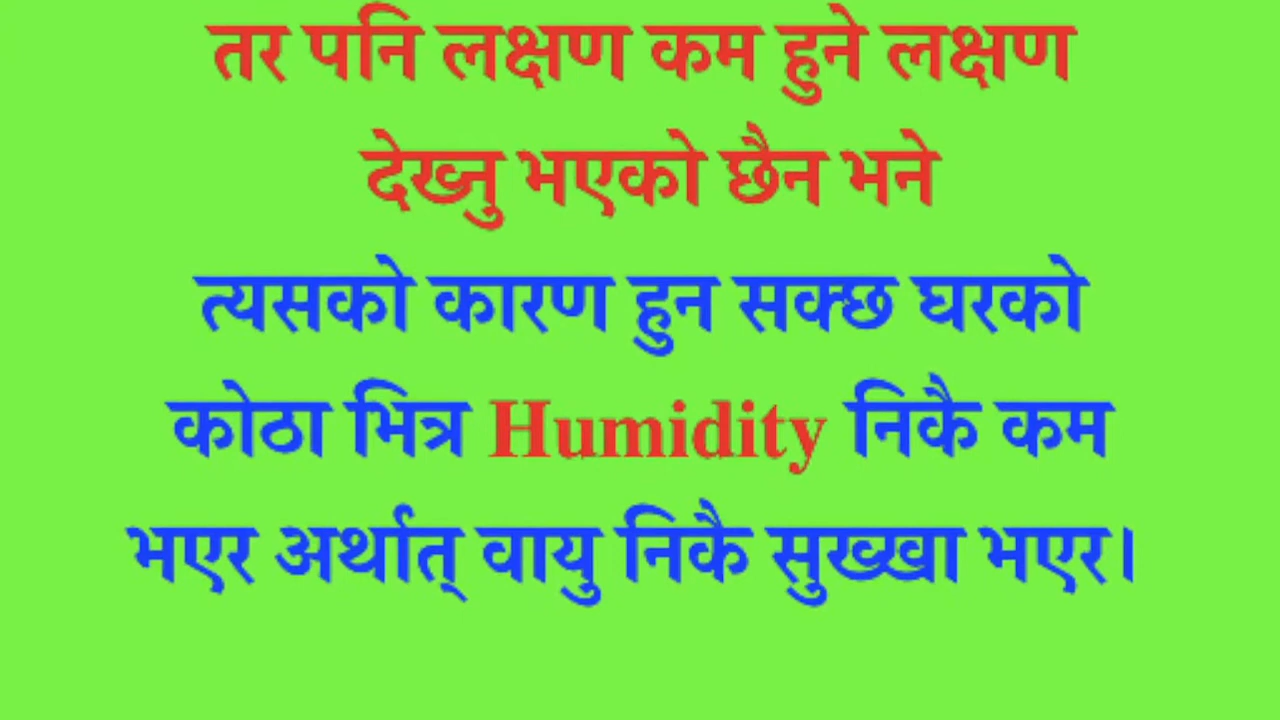 तर पनि लक्षण कम हुने लक्षण
देख्नु भएको छैन भने
त्यसको कारण हुन सक्छ घरको
कोठा भित्र Humidity निकै कम
भएर अर्थात् वायु निकै सुख्खा भएर।